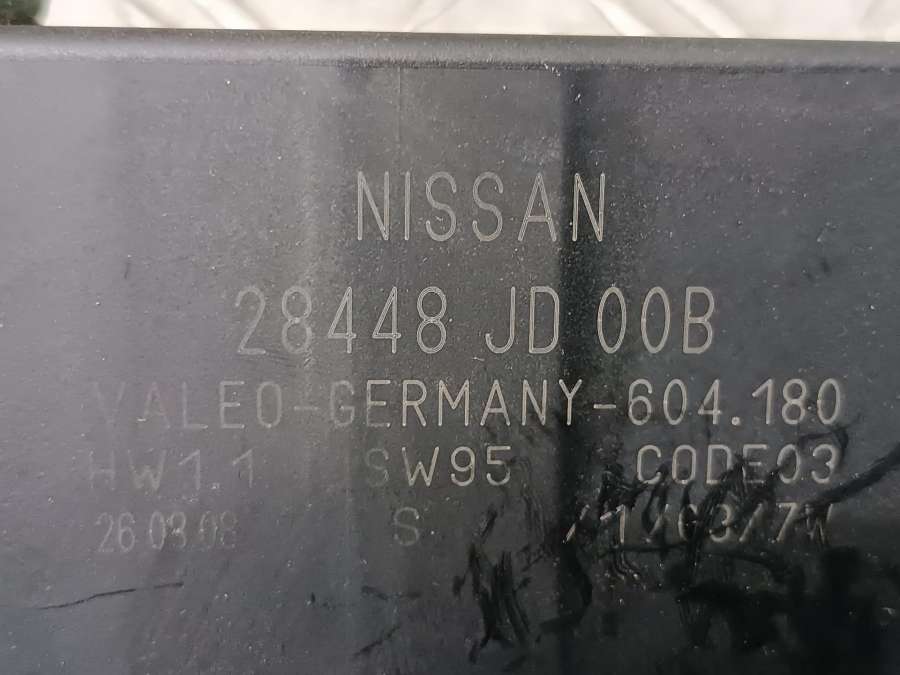 NISSAN
28448 JD 00B
VALEO-GERMANY-604.180
HW1.1 SW95 CODE03
26.03.08 S